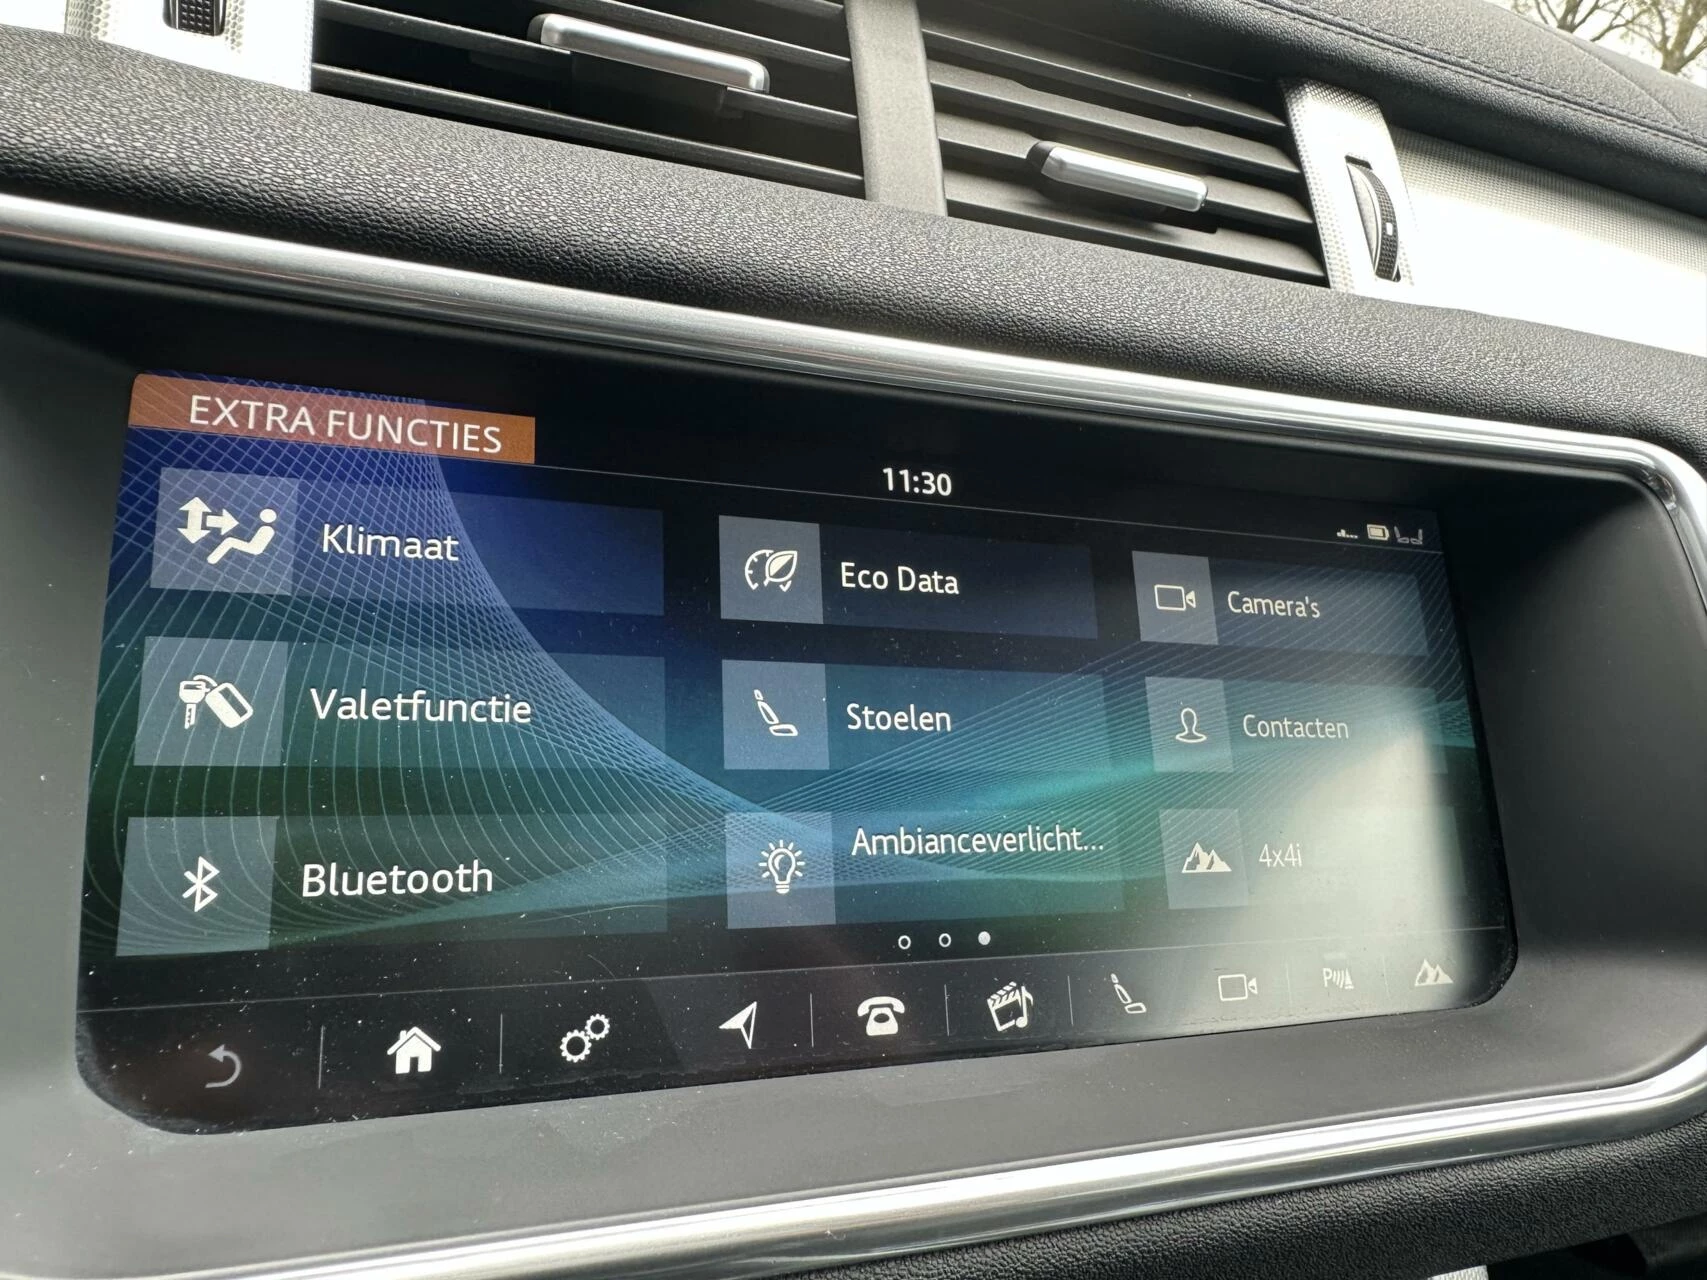 EXTRA FUNCTIES
11:30
Klimaat
Eco Data
Camera's
Valetfunctie
Stoelen
Contacten
Bluetooth
Ambianceverlicht...
4x4i
P